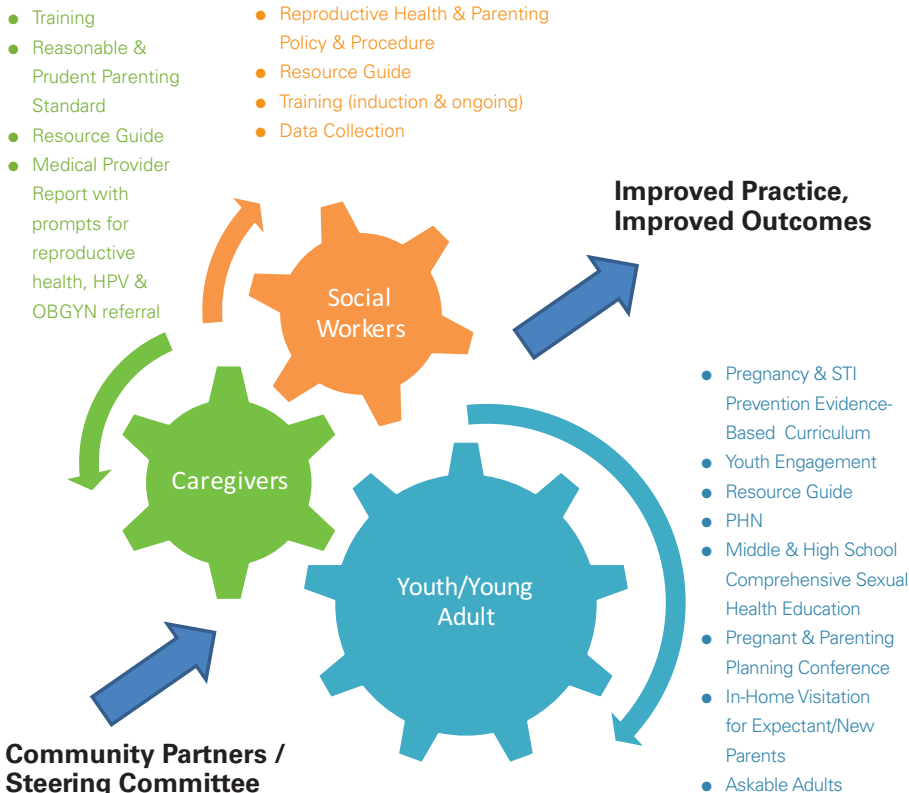 ● Training
● Reasonable &
Prudent Parenting
Standard
● Resource Guide
● Medical Provider
Report with
prompts for
reproductive
health, HPV &
OBGYN referral
● Reproductive Health & Parenting
Policy & Procedure
● Resource Guide
● Training (induction & ongoing)
● Data Collection
Improved Practice,
Improved Outcomes
Social
Workers
Caregivers
Youth/Young
Adult
● Pregnancy & STI
Prevention Evidence-
Based Curriculum
● Youth Engagement
● Resource Guide
● PHN
● Middle & High School
Comprehensive Sexual
Health Education
● Pregnant & Parenting
Planning Conference
● In-Home Visitation
for Expectant/New
Parents
● Askable Adults
Community Partners /
Steering Committee